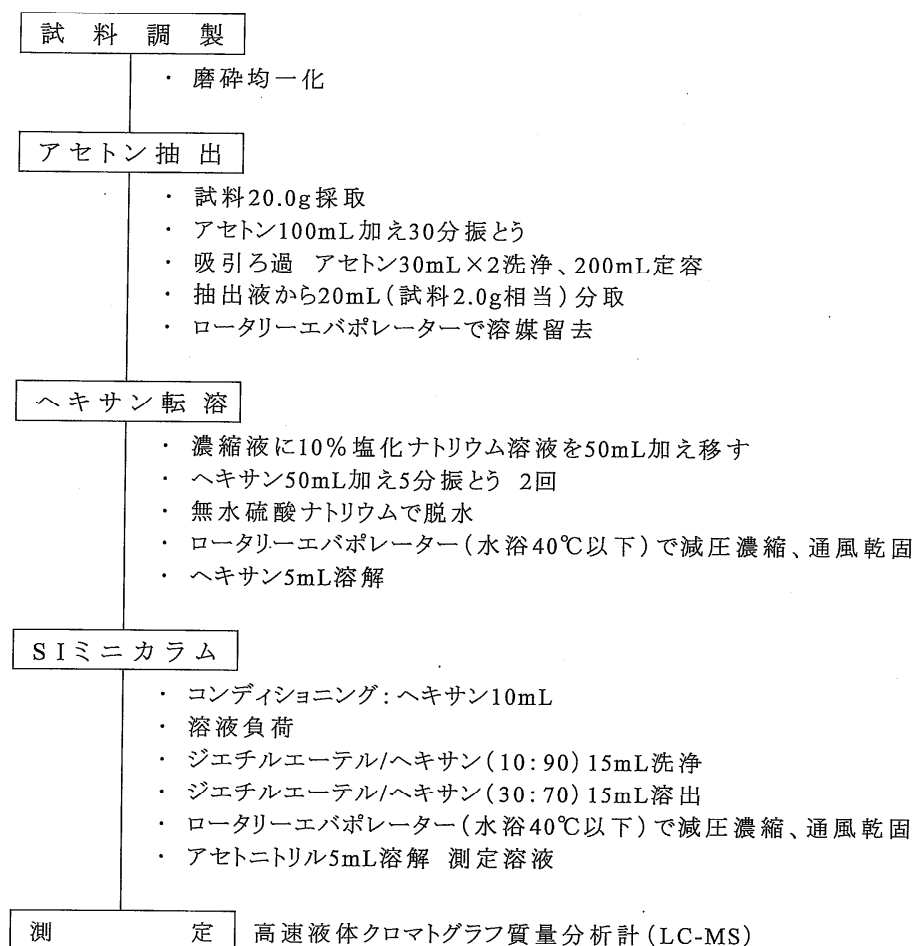 試料調製
・ 磨砕均一化
アセトン抽出
・ 試料20.0g採取
・ アセトン100mL加え30分振とう
・ 吸引ろ過 アセトン30mL×2洗浄、200mL定容
・ 抽出液から20mL(試料2.0g相当)分取
・ ロータリーエバポレーターで溶媒留去
ヘキサン転溶
・ 濃縮液に10%塩化ナトリウム溶液を50mL加え移す
・ ヘキサン50mL加え5分振とう 2回
・ 無水硫酸ナトリウムで脱水
・ ロータリーエバポレーター(水浴40℃以下)で減圧濃縮、通風乾固
・ ヘキサン5mL溶解
SIミニカラム
・ コンディショニング:ヘキサン10mL
・ 溶液負荷
・ ジエチルエーテル/ヘキサン(10:90)15mL洗浄
・ ジエチルエーテル/ヘキサン(30:70)15mL溶出
・ ロータリーエバポレーター(水浴40℃以下)で減圧濃縮、通風乾固
・ アセトニトリル5mL溶解 測定溶液
測定 高速液体クロマトグラフ質量分析計(LC-MS)